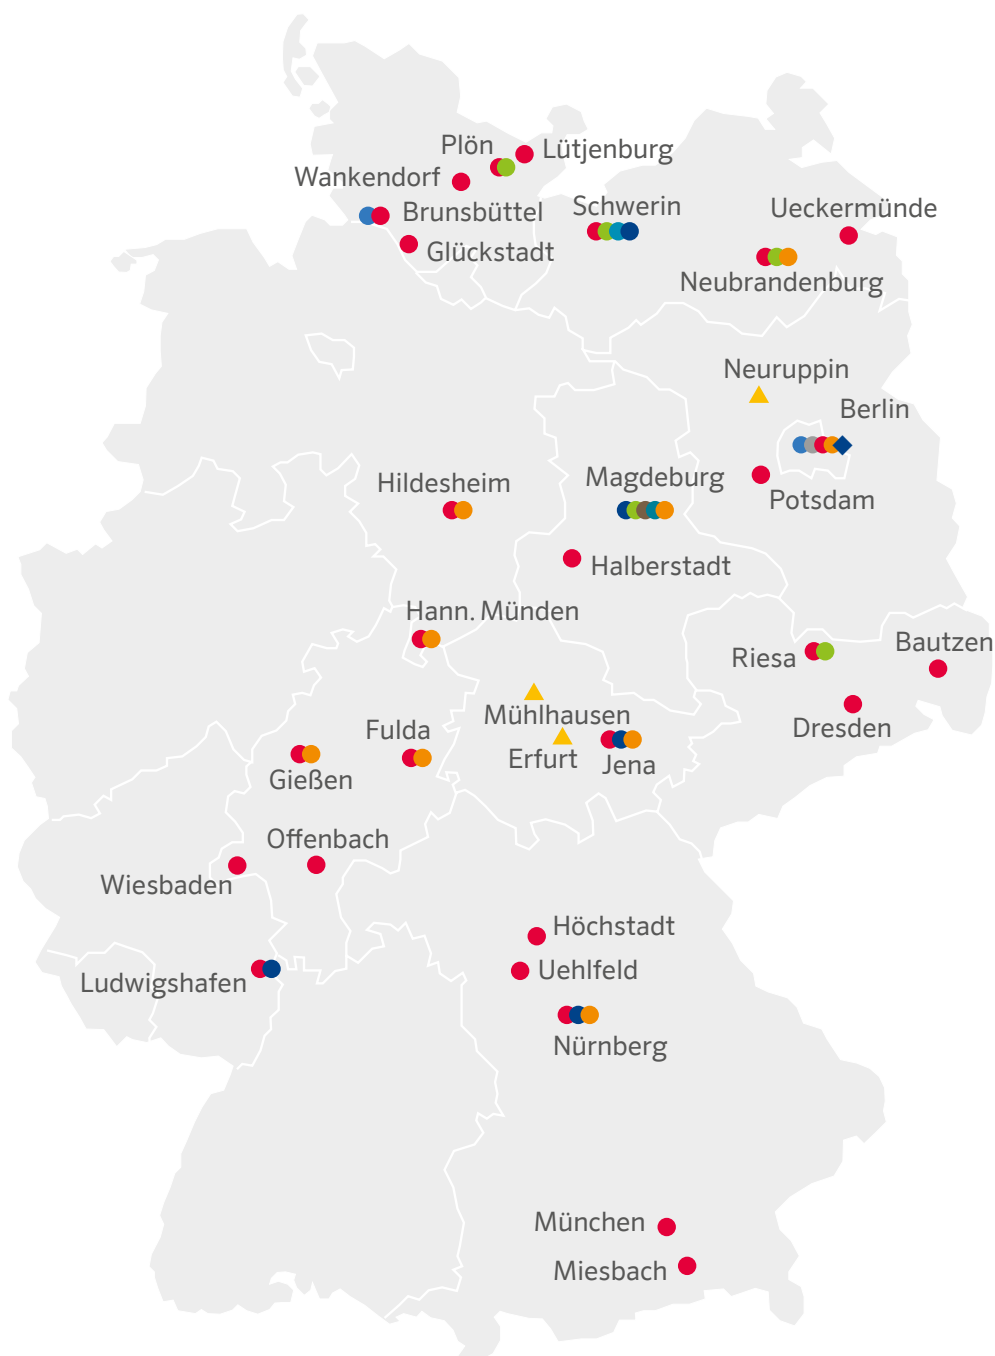 Plön
Lütjenburg
Wankendorf
Brunsbüttel
Schwerin
Ueckermünde
Glückstadt
Neubrandenburg
Neuruppin
Berlin
Hildesheim
Magdeburg
Potsdam
Halberstadt
Hann. Münden
Riesa
Bautzen
Mühlhausen
Dresden
Fulda
Erfurt
Jena
Gießen
Offenbach
Wiesbaden
Höchstadt
Uehlfeld
Ludwigshafen
Nürnberg
München
Miesbach